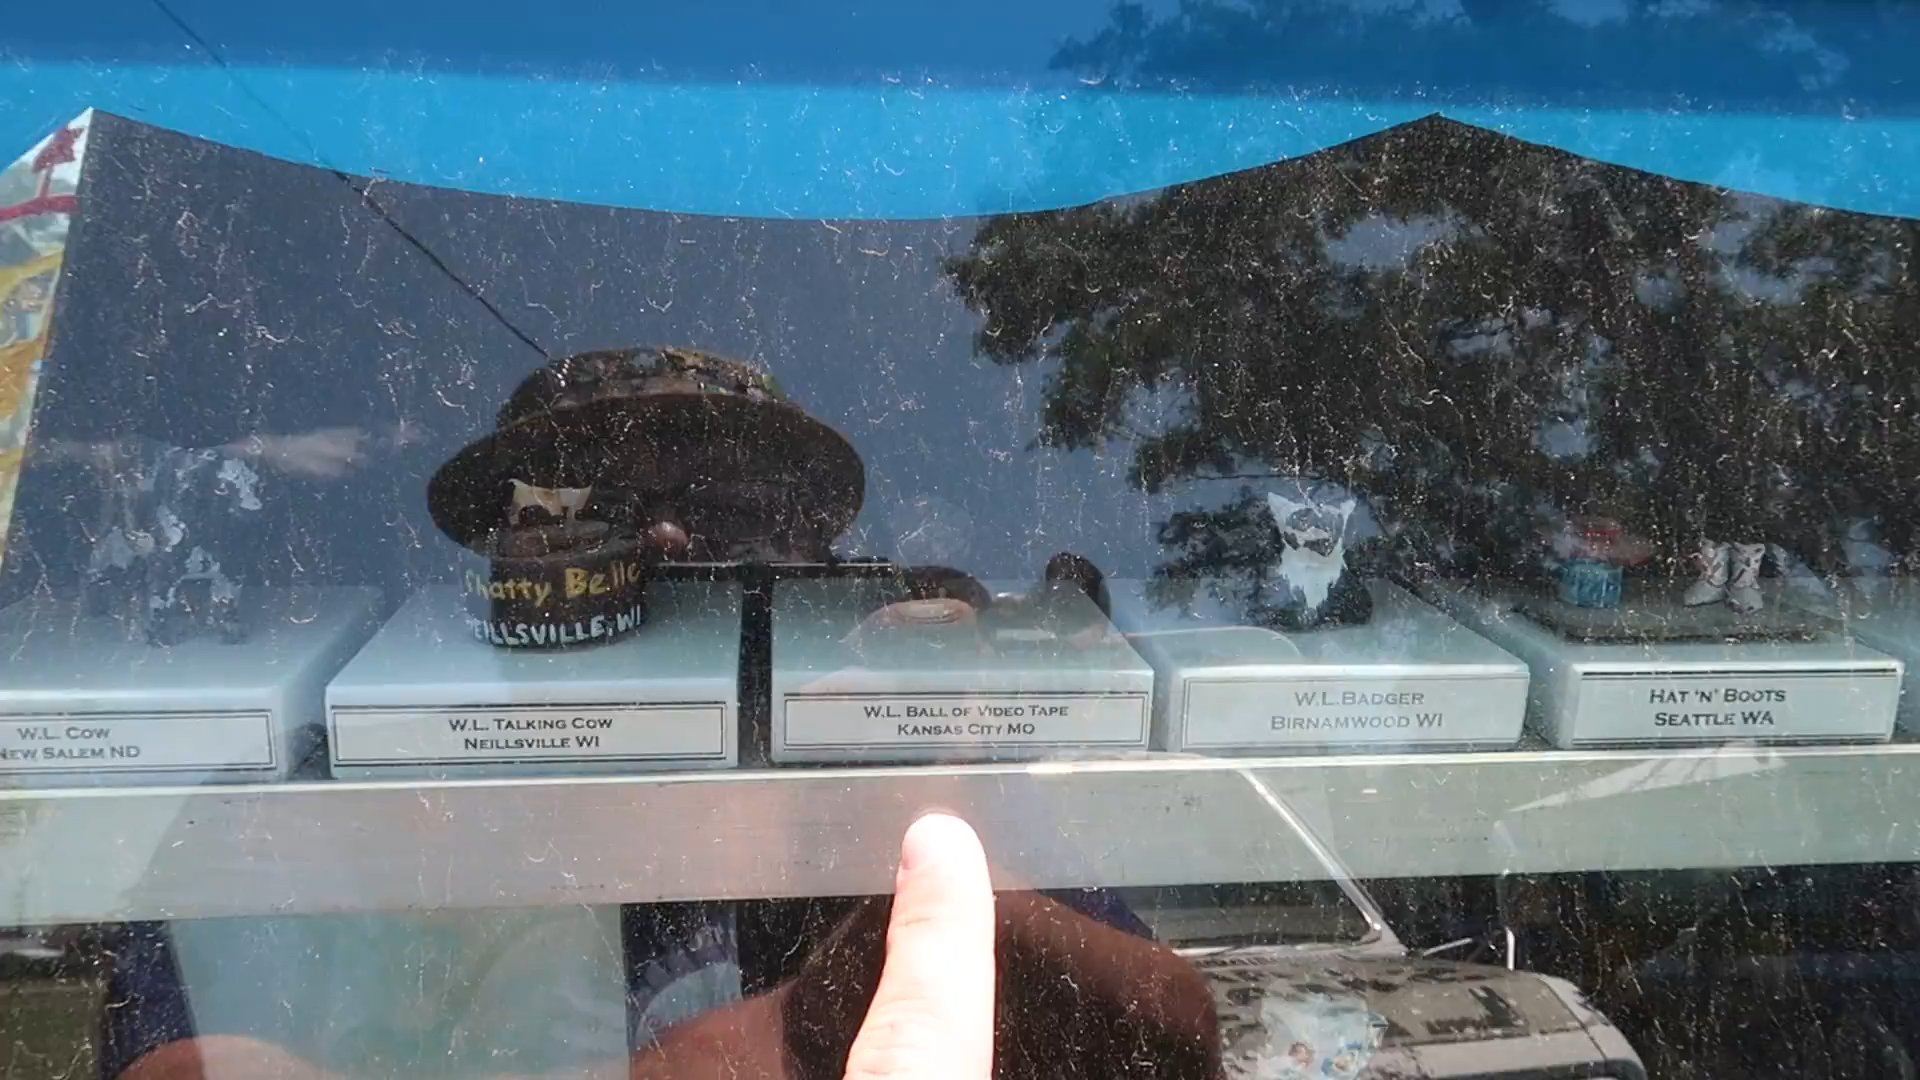 Chatty Belle
NEILLSVILLE, WI
W.L. COW
NEW SALEM ND
W.L. TALKING COW
NEILLSVILLE WI
W.L. BALL OF VIDEO TAPE
KANSAS CITY MO
W.L. BADGER
BIRNAMWOOD WI
HAT 'N' BOOTS
SEATTLE WA